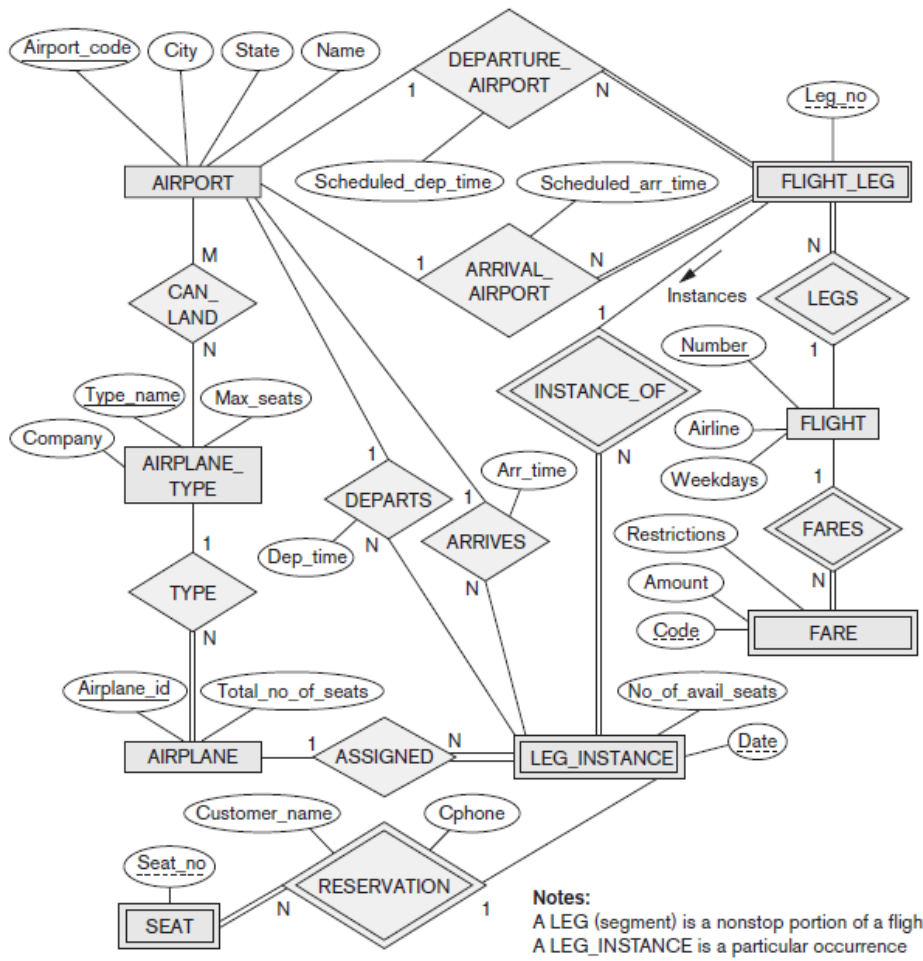 Airport_code City State Name
DEPARTURE_
AIRPORT
1 N
Leg_no
AIRPORT
Scheduled_dep_time Scheduled_arr_time
FLIGHT_LEG
M
CAN_
LAND
N
1 N
ARRIVAL_
AIRPORT
Instances
N
LEGS
1
1
INSTANCE_OF
N
Number
FLIGHT
Airline
Weekdays
Type_name Max_seats
Company
AIRPLANE_
TYPE
1
DEPARTS
N
Dep_time
Arr_time
1
ARRIVES
N
1
FARES
N
Restrictions
Amount
Code
FARE
1
TYPE
N
Airplane_id Total_no_of_seats
No_of_avail_seats
Date
AIRPLANE
1 ASSIGNED N
LEG_INSTANCE
Customer_name Cphone
Seat_no
RESERVATION
N 1
SEAT
Notes:
A LEG (segment) is a nonstop portion of a fligh
A LEG_INSTANCE is a particular occurrence